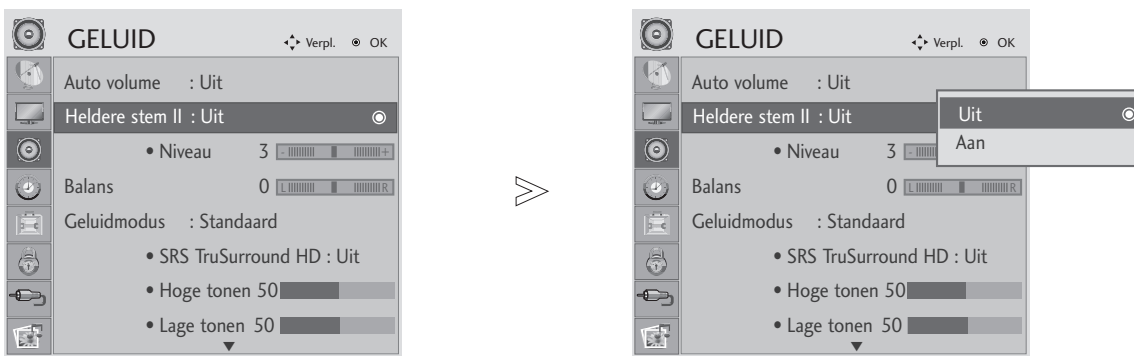 GELUID
Verpl. OK
Auto volume : Uit
Heldere stem II : Uit
• Niveau 3 - +
Balans 0 L R
Geluidmodus : Standaard
• SRS TruSurround HD : Uit
• Hoge tonen 50
• Lage tonen 50
GELUID
Verpl. OK
Auto volume : Uit
Heldere stem II : Uit
Uit
Aan
• Niveau 3 -
Balans 0 L R
Geluidmodus : Standaard
• SRS TruSurround HD : Uit
• Hoge tonen 50
• Lage tonen 50